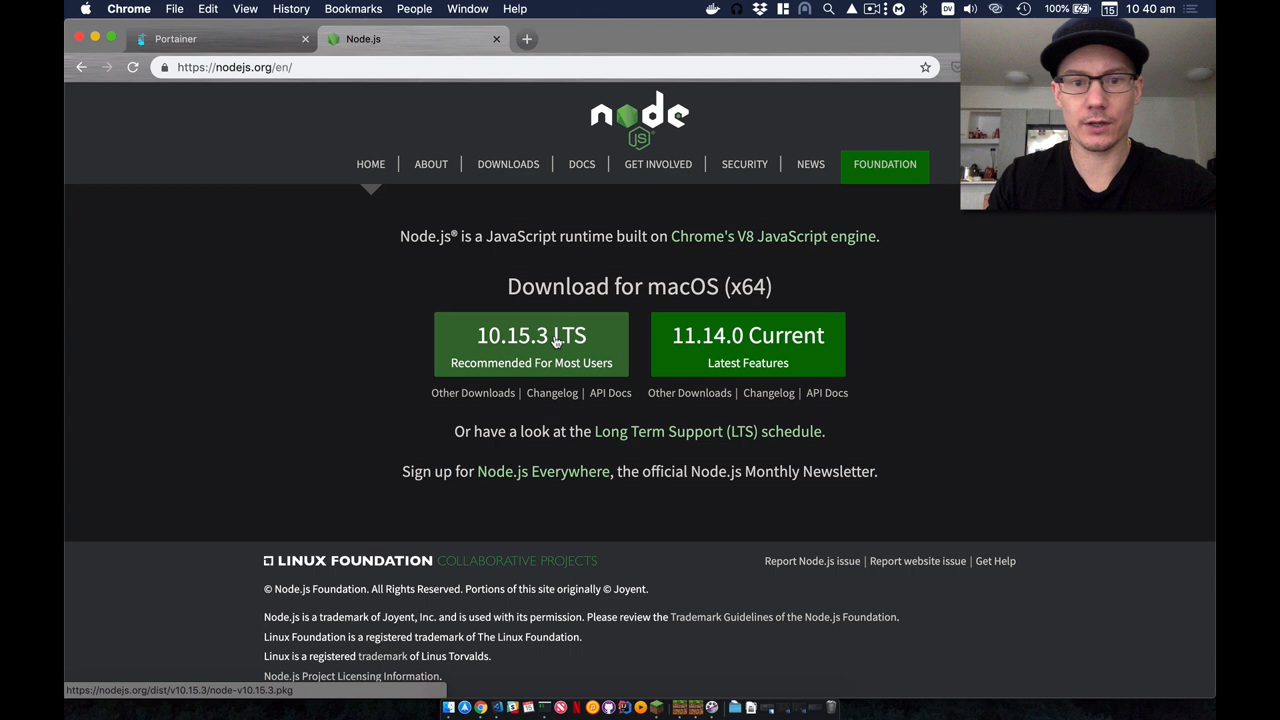 Chrome File Edit View History Bookmarks People Window Help
100% 15 10 40 am
Portainer
Node.js
https://nodejs.org/en/
node
JS
HOME | ABOUT | DOWNLOADS | DOCS | GET INVOLVED | SECURITY | NEWS FOUNDATION
Node.js® is a JavaScript runtime built on Chrome's V8 JavaScript engine.
Download for macOS (x64)
10.15.3 LTS
Recommended For Most Users
11.14.0 Current
Latest Features
Other Downloads | Changelog | API Docs
Other Downloads | Changelog | API Docs
Or have a look at the Long Term Support (LTS) schedule.
Sign up for Node.js Everywhere, the official Node.js Monthly Newsletter.
LINUX FOUNDATION COLLABORATIVE PROJECTS
Report Node.js issue | Report website issue | Get Help
© Node.js Foundation. All Rights Reserved. Portions of this site originally © Joyent.
Node.js is a trademark of Joyent, Inc. and is used with its permission. Please review the Trademark Guidelines of the Node.js Foundation.
Linux Foundation is a registered trademark of The Linux Foundation.
Linux is a registered trademark of Linus Torvalds.
Node.js Project Licensing Information.
https://nodejs.org/dist/v10.15.3/node-v10.15.3.pkg